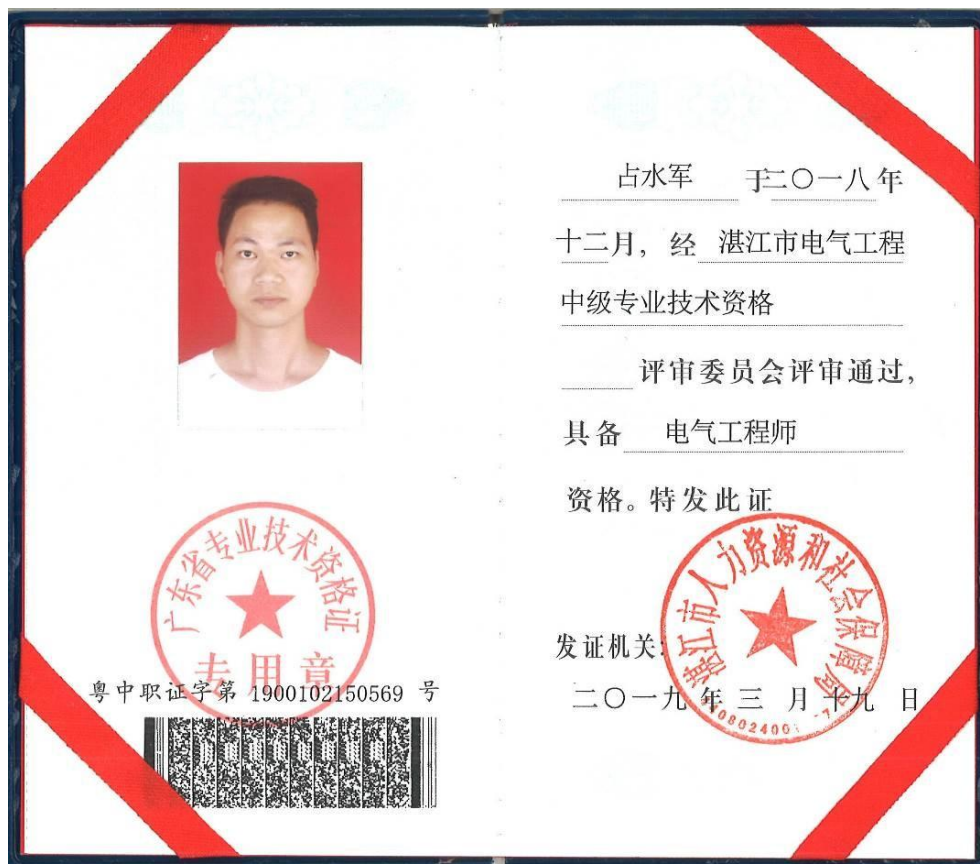 广东省专业技术资格证
专用章
粤中职证字第 1900102150569 号
占水军 于二〇一八年
十二月，经 湛江市电气工程
中级专业技术资格
评审委员会评审通过，
具备 电气工程师
资格。特发此证
湛江市人力资源和社会保障局
发证机关：
二〇一九 年 三 月 十九 日